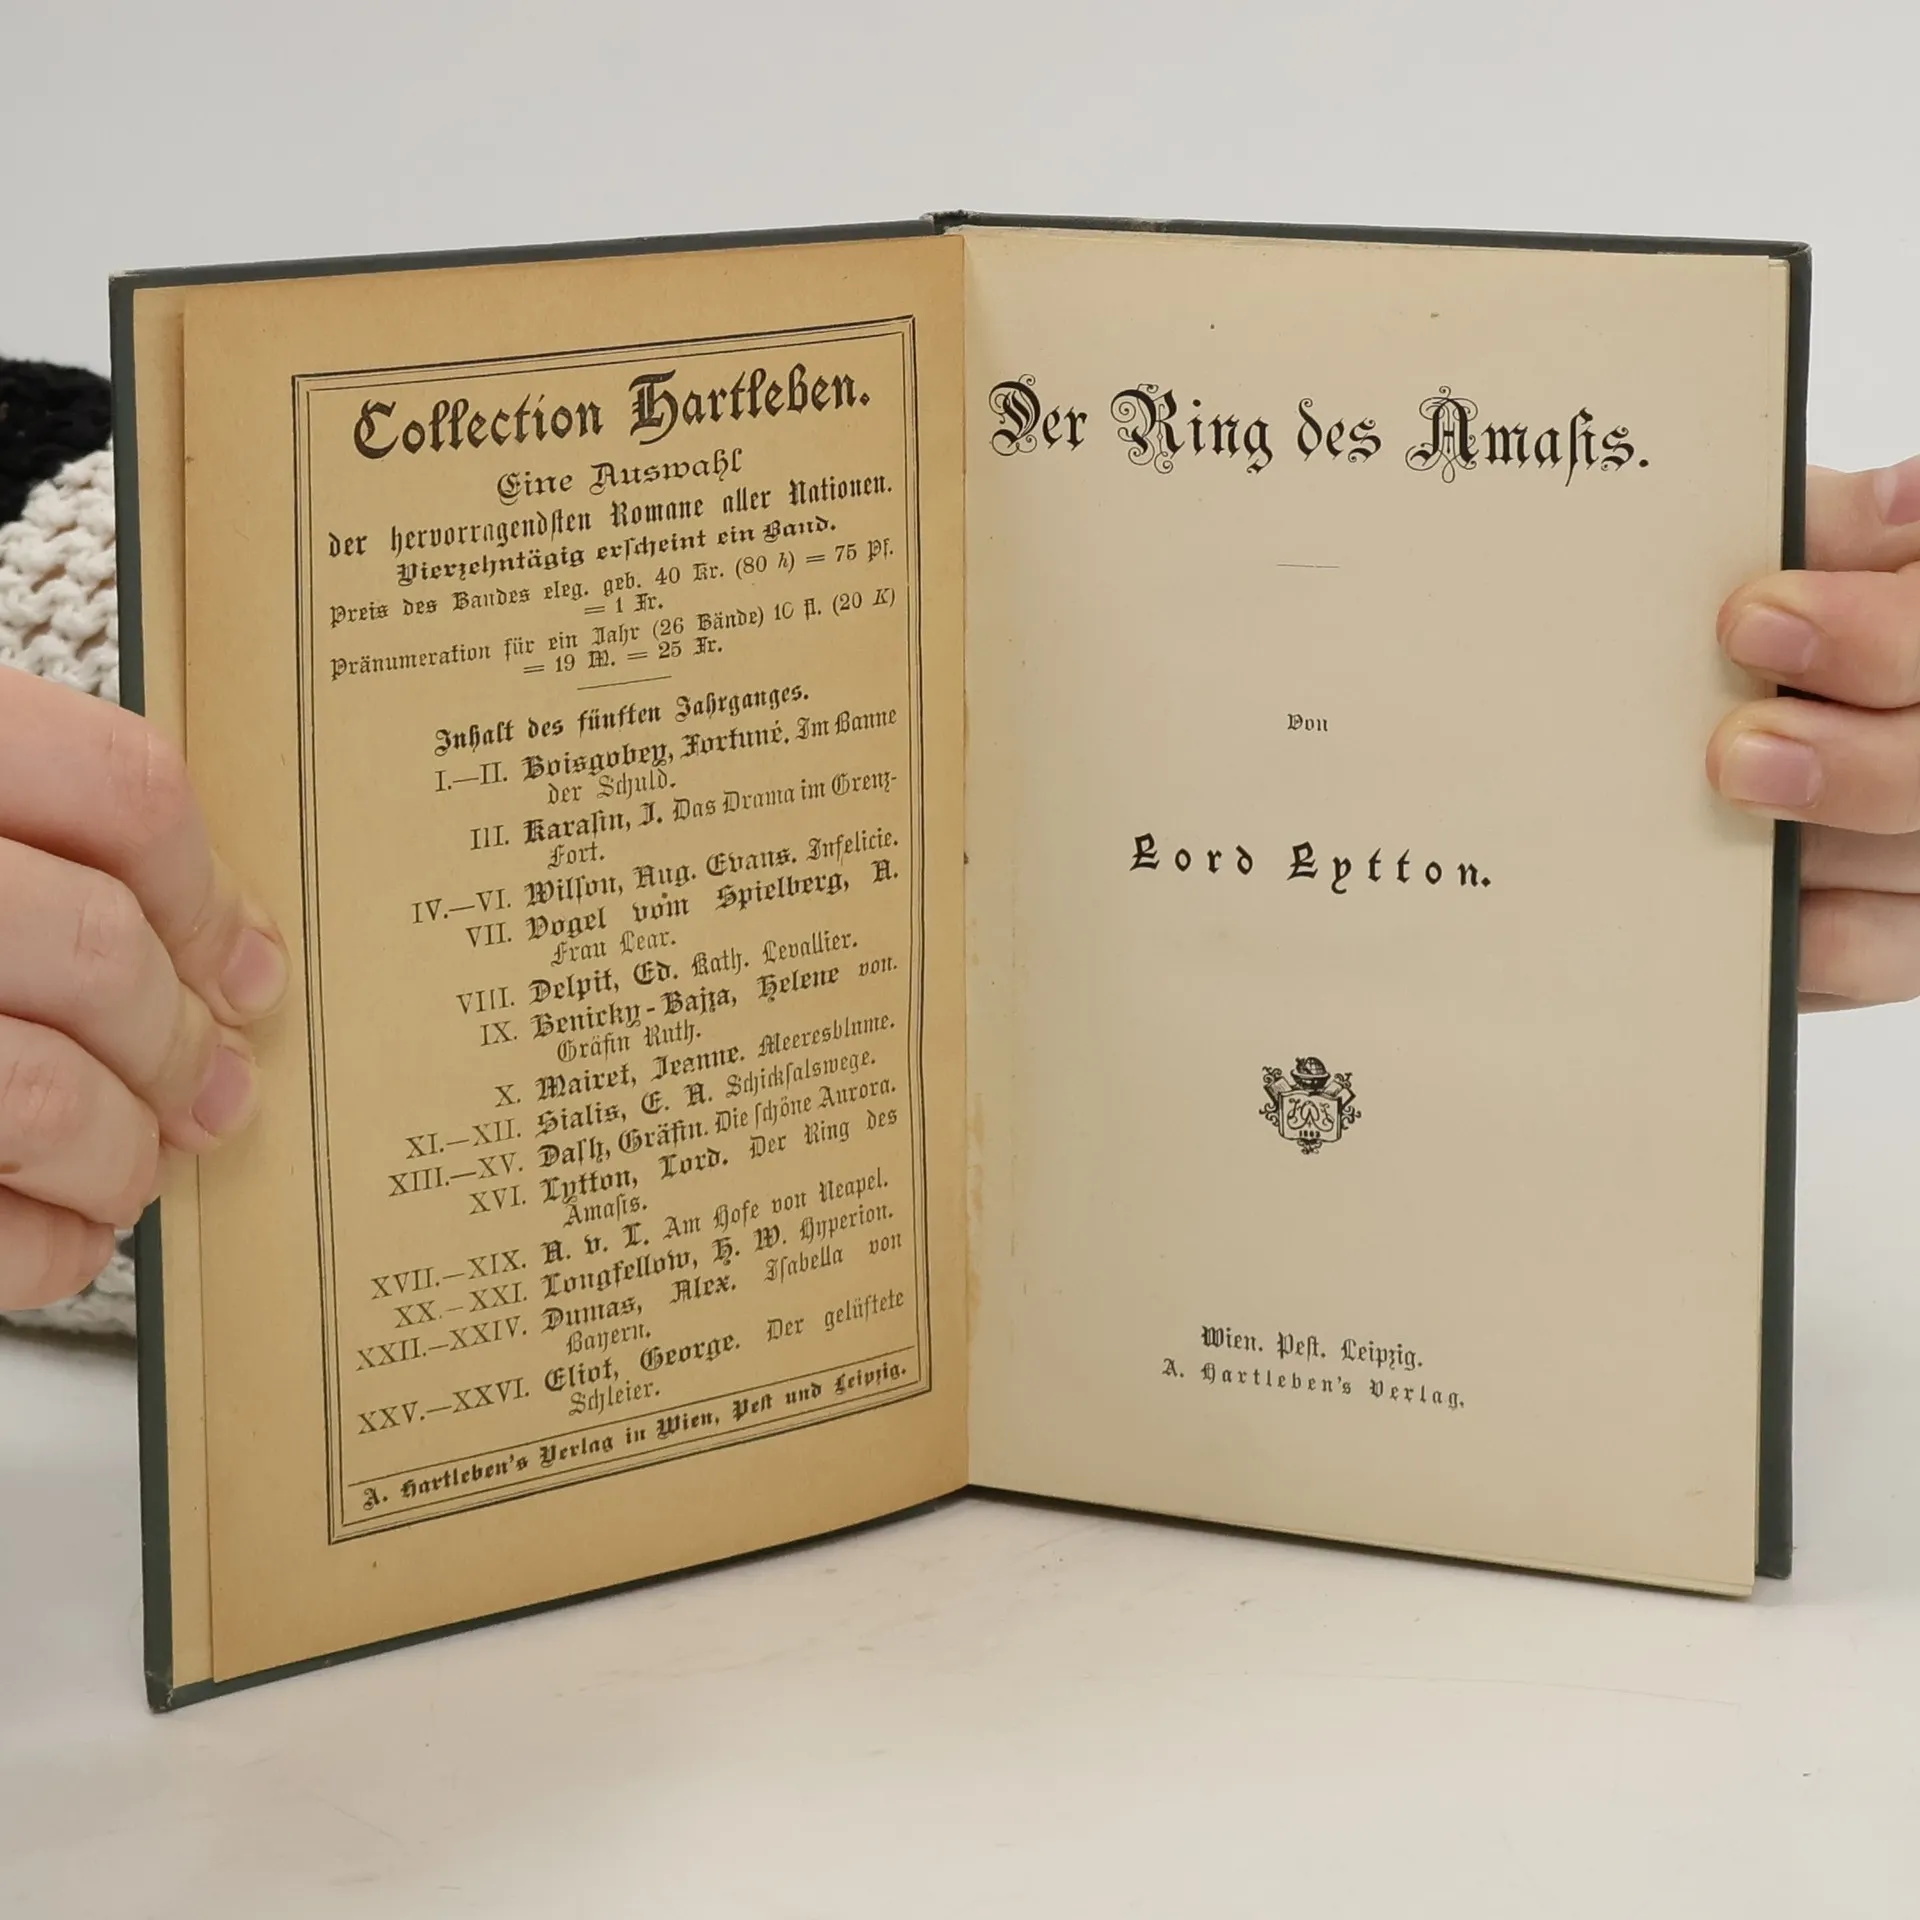 Collection Hartleben.
Eine Auswahl
der hervorragendsten Romane aller Nationen.
Vierzehntägig erscheint ein Band.
Preis des Bandes eleg. geb. 40 Kr. (80 h) = 75 Pf.
= 1 Fr.
Pränumeration für ein Jahr (26 Bände) 10 fl. (20 K)
= 19 M. = 25 Fr.
Inhalt des fünften Jahrganges.
I.—II. Boisgobey, Fortuné. Im Banne
der Schuld.
III. Karasin, J. Das Drama im Grenz-
Fort.
IV.—VI. Wilson, Aug. Evans. Infelicie.
VII. Vogel vom Spielberg, A.
Frau Lear.
VIII. Delpit, Ed. Kath. Levallier.
IX. Benicky-Bajza, Helene von.
Gräfin Ruth.
X. Mairet, Jeanne. Meeresblume.
XI.—XII. Sialis, E. A. Schicksalswege.
XIII.—XV. Dash, Gräfin. Die schöne Aurora.
XVI. Lytton, Lord. Der Ring des
Amasis.
XVII.—XIX. A. v. L. Am Hofe von Neapel.
XX.—XXI. Longfellow, H. W. Hyperion.
XXII.—XXIV. Dumas, Alex. Isabella von
Bayern.
XXV.—XXVI. Eliot, George. Der gelüftete
Schleier.
A. Hartleben's Verlag in Wien, Pest und Leipzig.
Der Ring des Amasis.
Von
Lord Lytton.
1803
Wien. Pest. Leipzig.
A. Hartleben's Verlag.